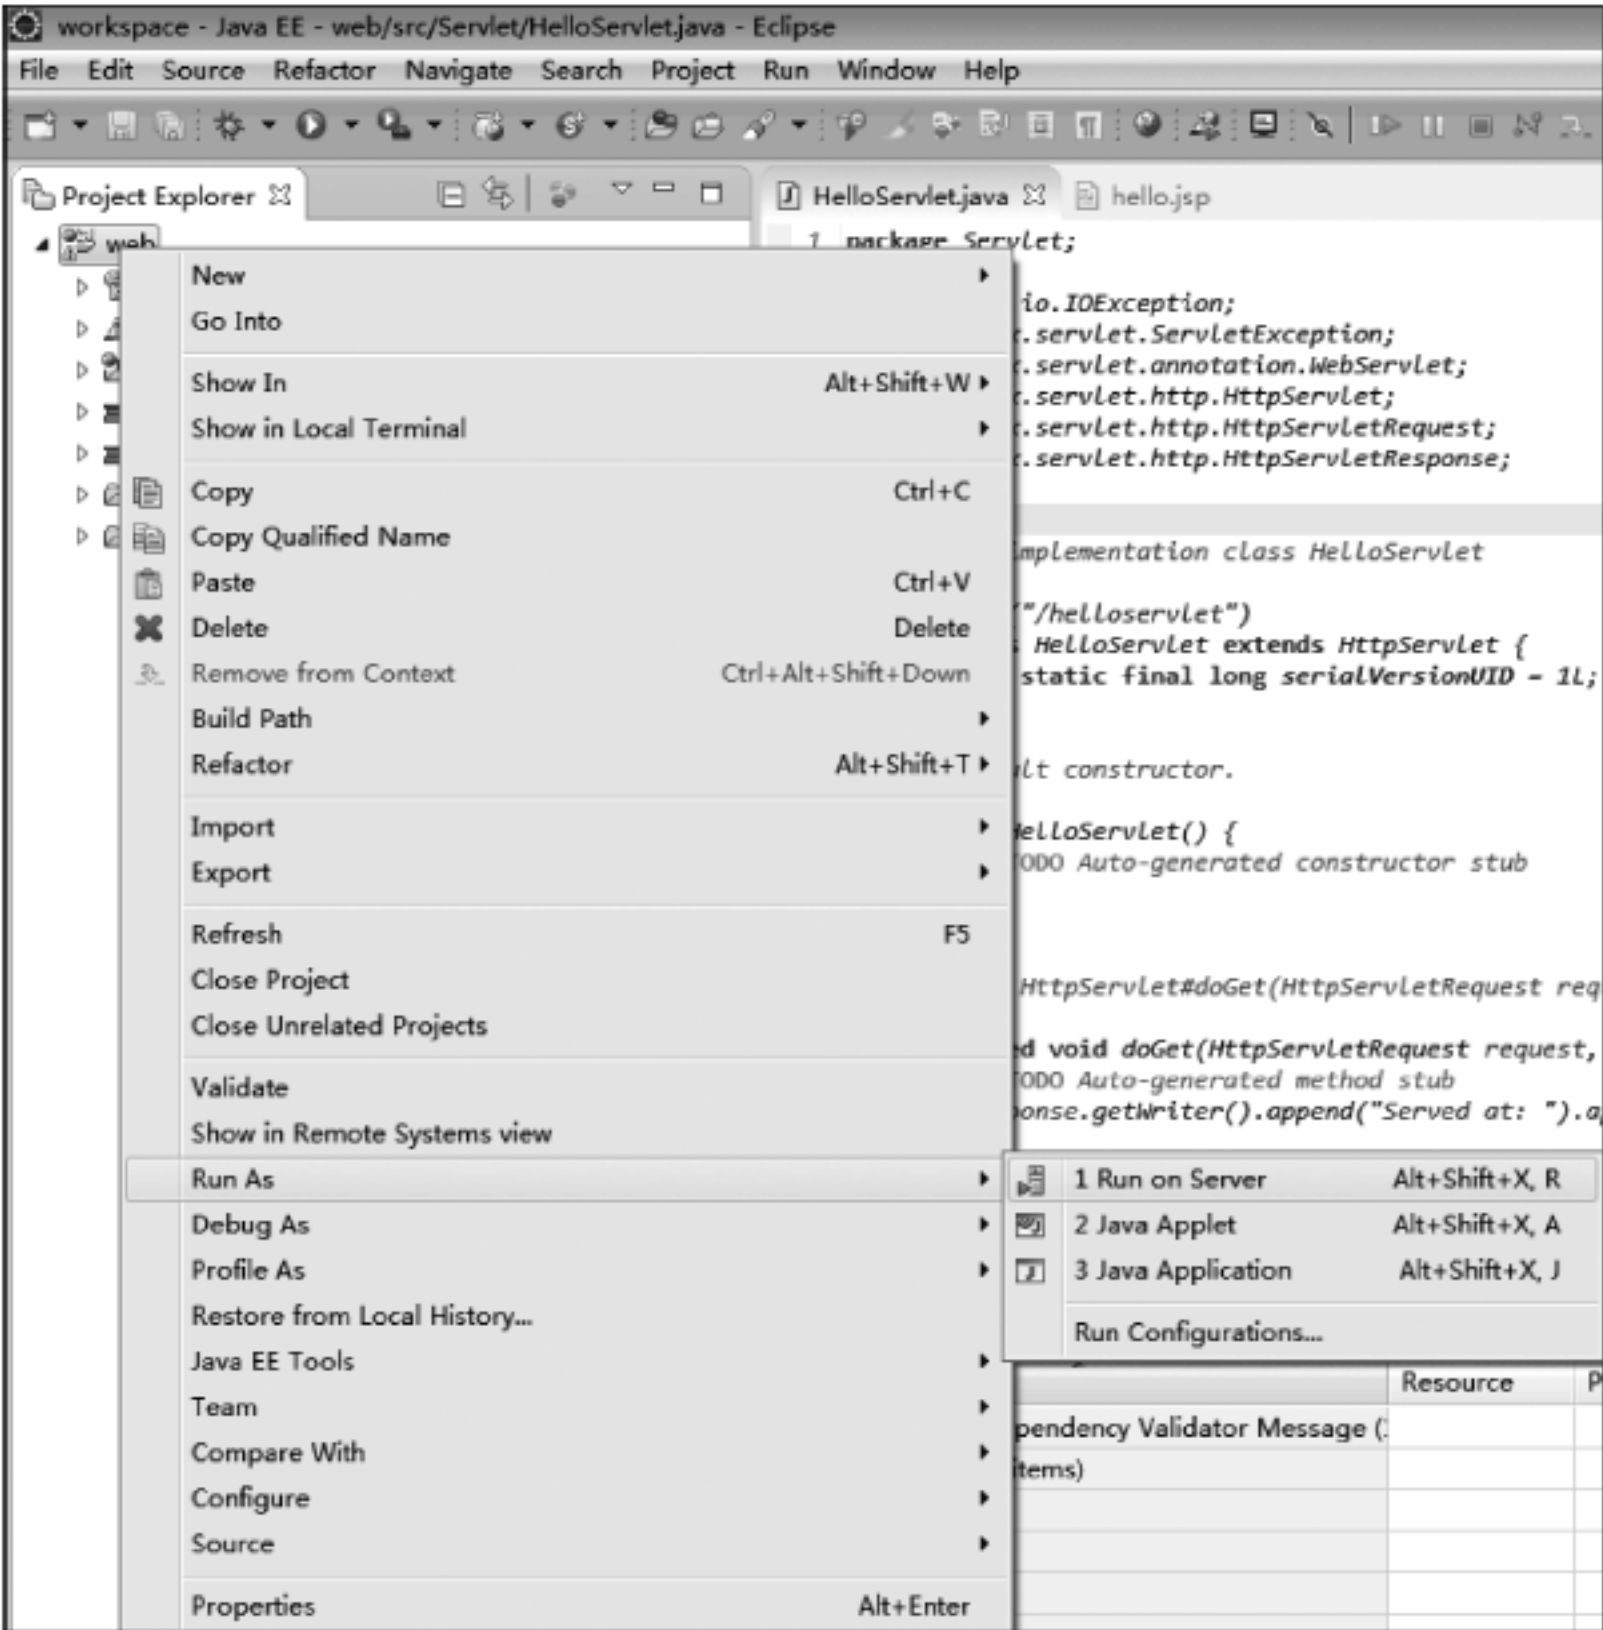 workspace - Java EE - web/src/Servlet/HelloServlet.java - Eclipse
File Edit Source Refactor Navigate Search Project Run Window Help
Project Explorer
HelloServlet.java hello.jsp
web
1 package Servlet;
New
io.IOException;
Go Into
.servlet.ServletException;
.servlet.annotation.WebServlet;
Show In Alt+Shift+W
.servlet.http.HttpServlet;
Show in Local Terminal
.servlet.http.HttpServletRequest;
.servlet.http.HttpServletResponse;
Copy Ctrl+C
Copy Qualified Name
mplementation class HelloServlet
Paste Ctrl+V
("/helloservlet")
Delete Delete
s HelloServlet extends HttpServlet {
Remove from Context Ctrl+Alt+Shift+Down
static final long serialVersionUID = 1L;
Build Path
Refactor Alt+Shift+T
ult constructor.
Import
HelloServlet() {
Export
TODO Auto-generated constructor stub
Refresh F5
Close Project
HttpServlet#doGet(HttpServletRequest req
Close Unrelated Projects
ed void doGet(HttpServletRequest request,
Validate
TODO Auto-generated method stub
ponse.getWriter().append("Served at: ").a
Show in Remote Systems view
Run As
1 Run on Server Alt+Shift+X, R
Debug As
2 Java Applet Alt+Shift+X, A
Profile As
3 Java Application Alt+Shift+X, J
Restore from Local History...
Run Configurations...
Java EE Tools
Resource P
Team
pendency Validator Message (
Compare With
items)
Configure
Source
Properties Alt+Enter